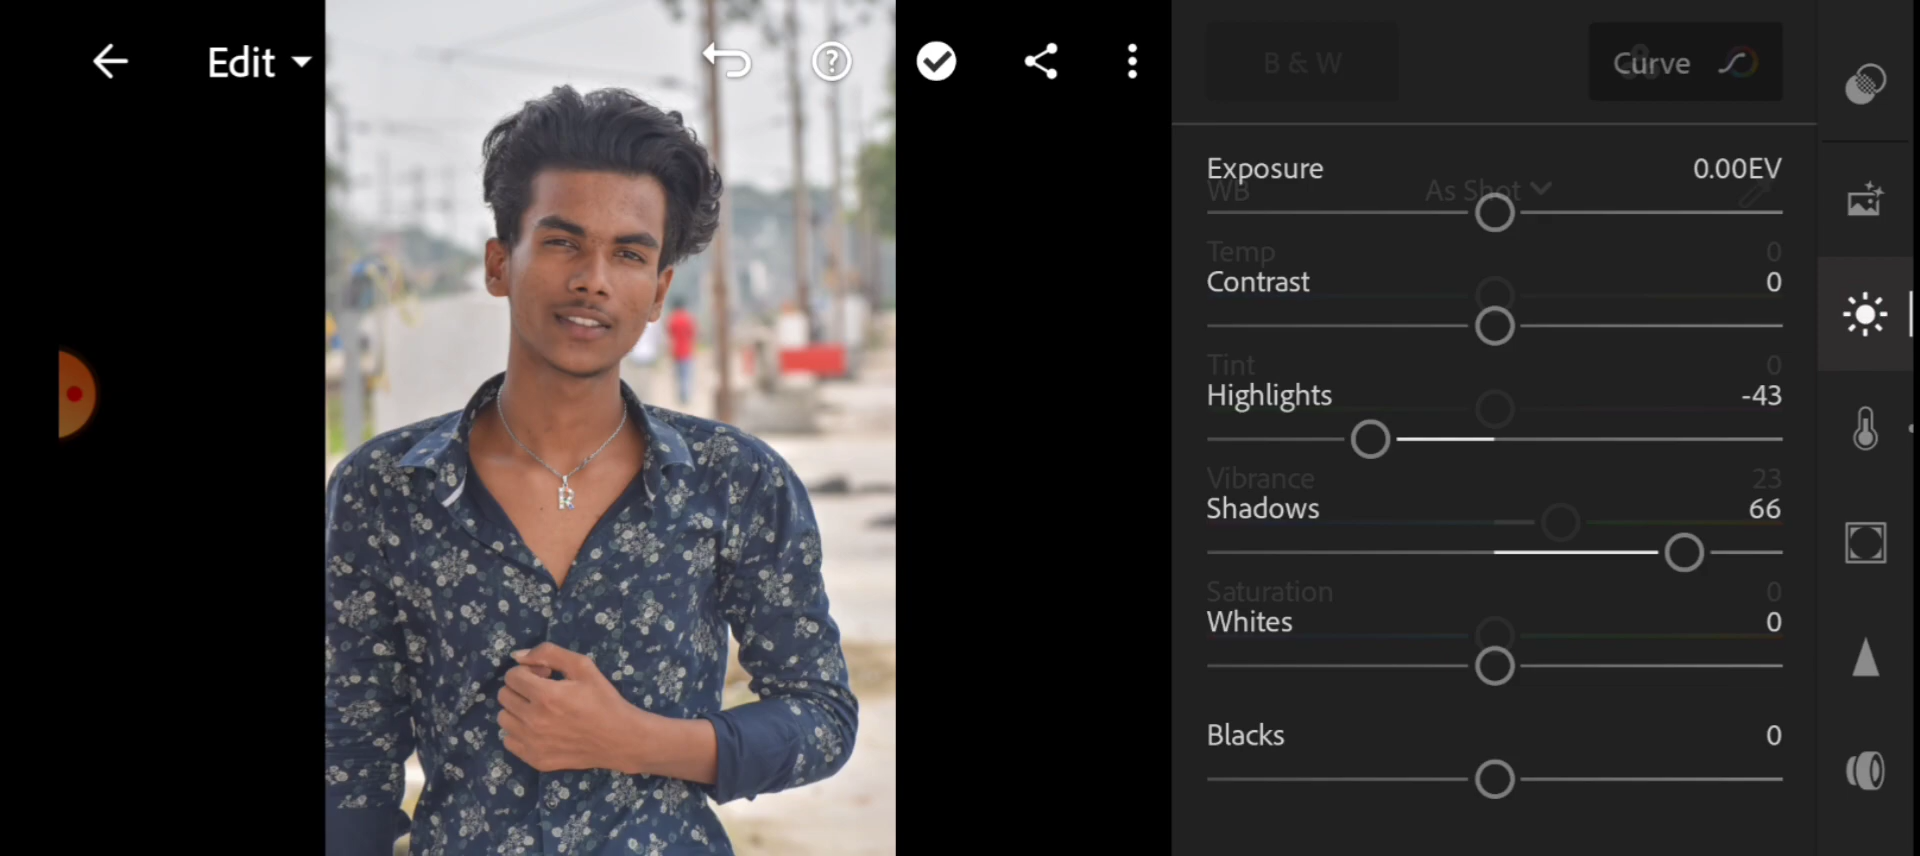 Edit
B & W
Curve
Exposure 0.00EV
WB As Shot
Temp 0
Contrast 0
Tint 0
Highlights -43
Vibrance 23
Shadows 66
Saturation 0
Whites 0
Blacks 0
R